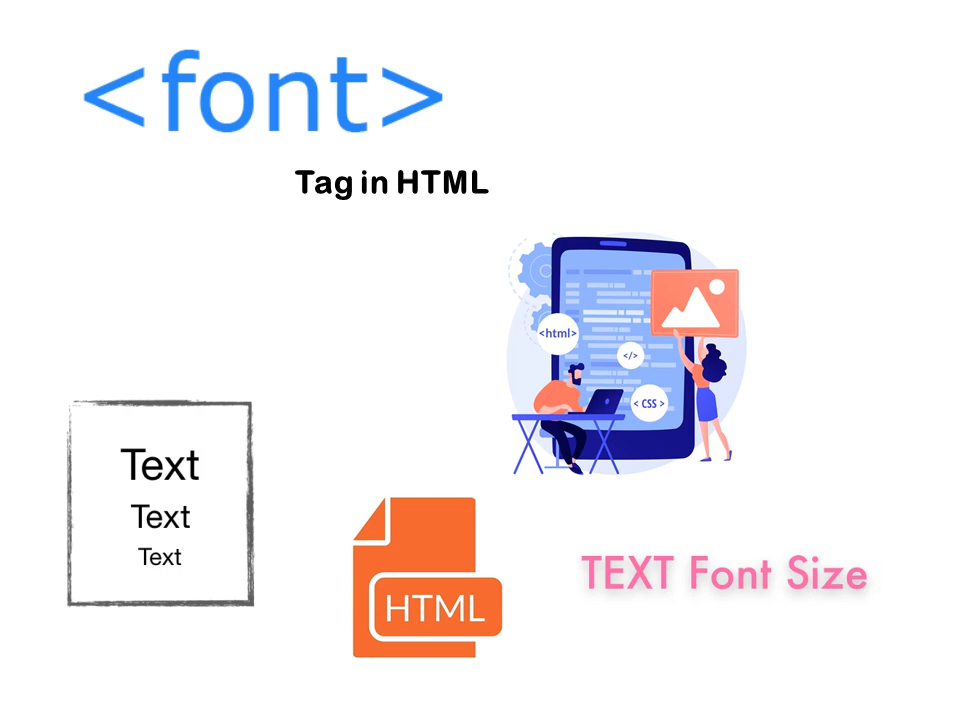 <font>
Tag in HTML
<html>
</>
< CSS >
Text
Text
Text
HTML
TEXT Font Size